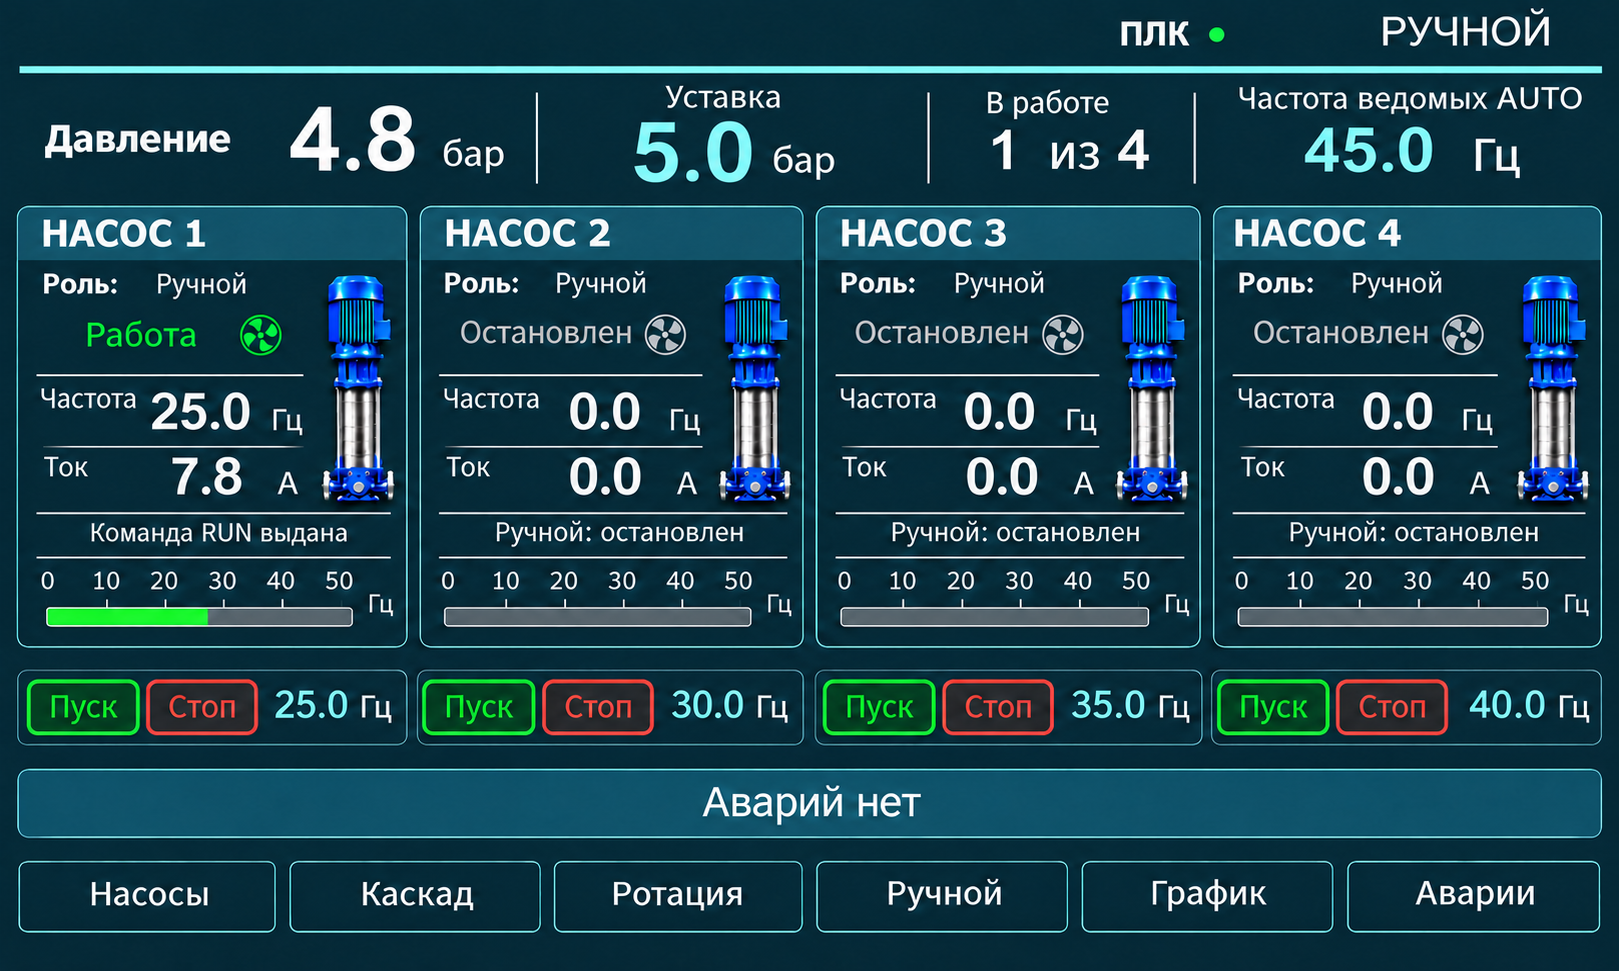 ПЛК РУЧНОЙ
Давление 4.8 бар
Уставка
5.0 бар
В работе
1 из 4
Частота ведомых AUTO
45.0 Гц
НАСОС 1
Роль: Ручной
Работа
Частота 25.0 Гц
Ток 7.8 А
Команда RUN выдана
0 10 20 30 40 50 Гц
НАСОС 2
Роль: Ручной
Остановлен
Частота 0.0 Гц
Ток 0.0 А
Ручной: остановлен
0 10 20 30 40 50 Гц
НАСОС 3
Роль: Ручной
Остановлен
Частота 0.0 Гц
Ток 0.0 А
Ручной: остановлен
0 10 20 30 40 50 Гц
НАСОС 4
Роль: Ручной
Остановлен
Частота 0.0 Гц
Ток 0.0 А
Ручной: остановлен
0 10 20 30 40 50 Гц
Пуск Стоп 25.0 Гц
Пуск Стоп 30.0 Гц
Пуск Стоп 35.0 Гц
Пуск Стоп 40.0 Гц
Аварий нет
Насосы Каскад Ротация Ручной График Аварии